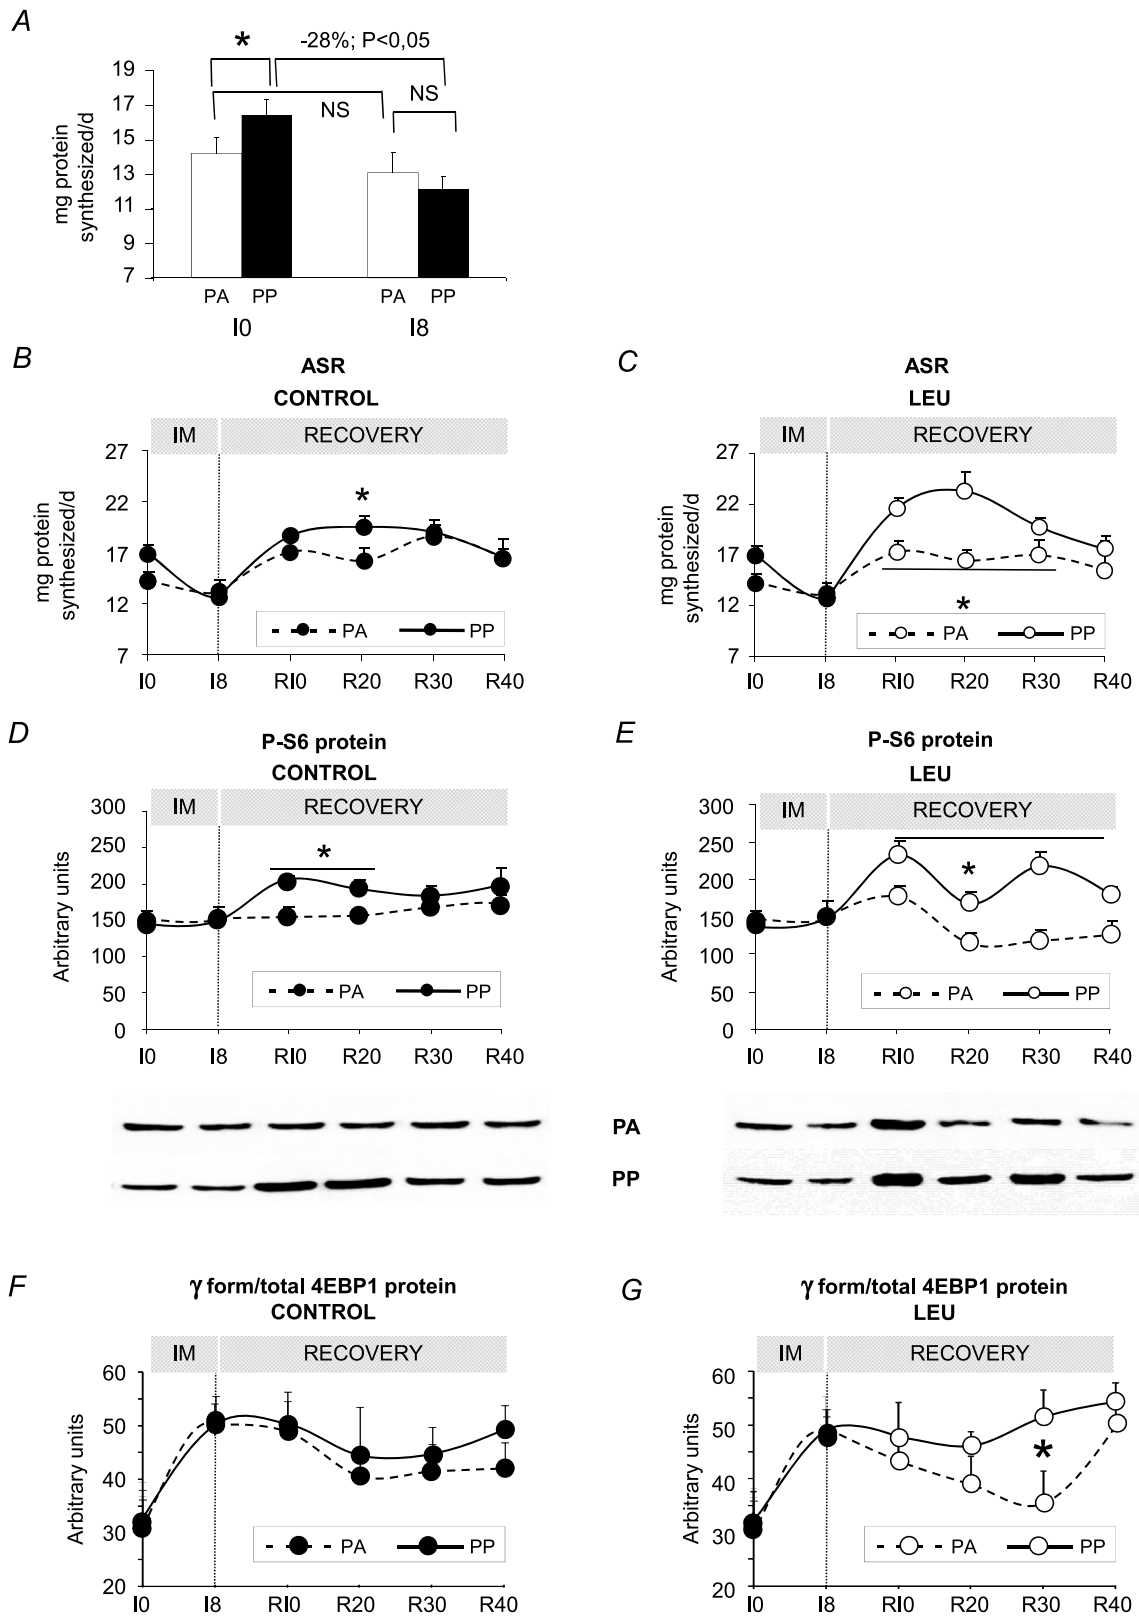 A
* -28%; P<0,05
NS
NS
mg protein
synthesized/d
19
17
15
13
11
9
7
PA PP PA PP
I0 I8
B
ASR
CONTROL
IM RECOVERY
mg protein
synthesized/d
27
22
17
12
7
*
PA PP
I0 I8 RI0 R20 R30 R40
C
ASR
LEU
IM RECOVERY
mg protein
synthesized/d
27
22
17
12
7
*
PA PP
I0 I8 RI0 R20 R30 R40
D
P-S6 protein
CONTROL
IM RECOVERY
Arbitrary units
300
250
200
150
100
50
0
*
PA PP
I0 I8 RI0 R20 R30 R40
E
P-S6 protein
LEU
IM RECOVERY
Arbitrary units
300
250
200
150
100
50
0
*
PA PP
I0 I8 RI0 R20 R30 R40
PA
PP
F
γ form/total 4EBP1 protein
CONTROL
IM RECOVERY
Arbitrary units
60
50
40
30
20
PA PP
I0 I8 RI0 R20 R30 R40
G
γ form/total 4EBP1 protein
LEU
IM RECOVERY
Arbitrary units
60
50
40
30
20
*
PA PP
I0 I8 RI0 R20 R30 R40